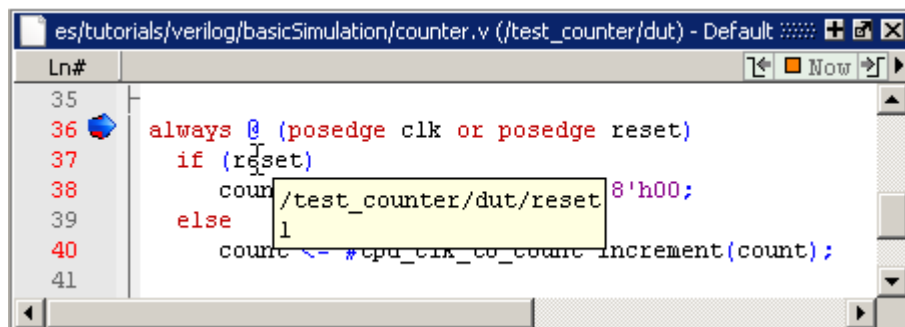 es/tutorials/verilog/basicSimulation/counter.v (/test_counter/dut) - Default
Ln#
Now
35
36 always @ (posedge clk or posedge reset)
37 if (reset)
38 coun 8'h00;
/test_counter/dut/reset
1
39 else
40 count <= #tpd_clk_to_count increment(count);
41